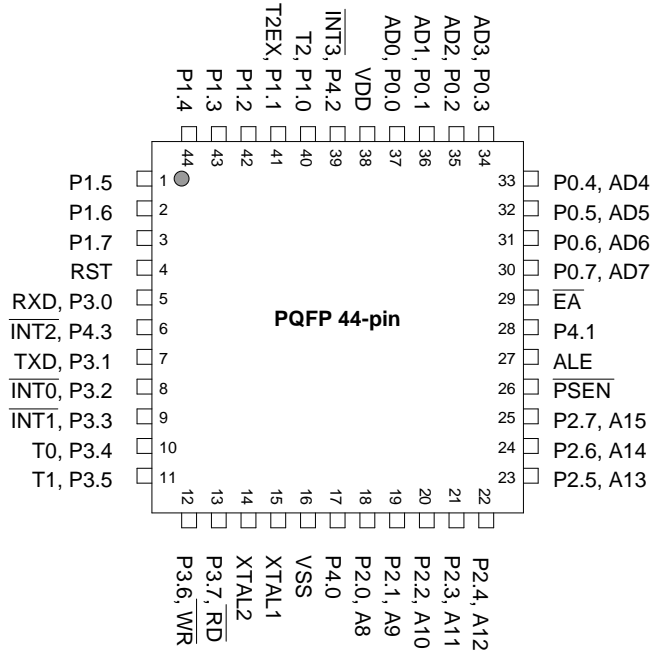 P1.4
P1.3
P1.2
T2EX, P1.1
T2, P1.0
INT3, P4.2
VDD
AD0, P0.0
AD1, P0.1
AD2, P0.2
AD3, P0.3
44
43
42
41
40
39
38
37
36
35
34
P1.5 1
P1.6 2
P1.7 3
RST 4
RXD, P3.0 5
INT2, P4.3 6
TXD, P3.1 7
INT0, P3.2 8
INT1, P3.3 9
T0, P3.4 10
T1, P3.5 11
PQFP 44-pin
33 P0.4, AD4
32 P0.5, AD5
31 P0.6, AD6
30 P0.7, AD7
29 EA
28 P4.1
27 ALE
26 PSEN
25 P2.7, A15
24 P2.6, A14
23 P2.5, A13
12
13
14
15
16
17
18
19
20
21
22
P3.6, WR
P3.7, RD
XTAL2
XTAL1
VSS
P4.0
P2.0, A8
P2.1, A9
P2.2, A10
P2.3, A11
P2.4, A12